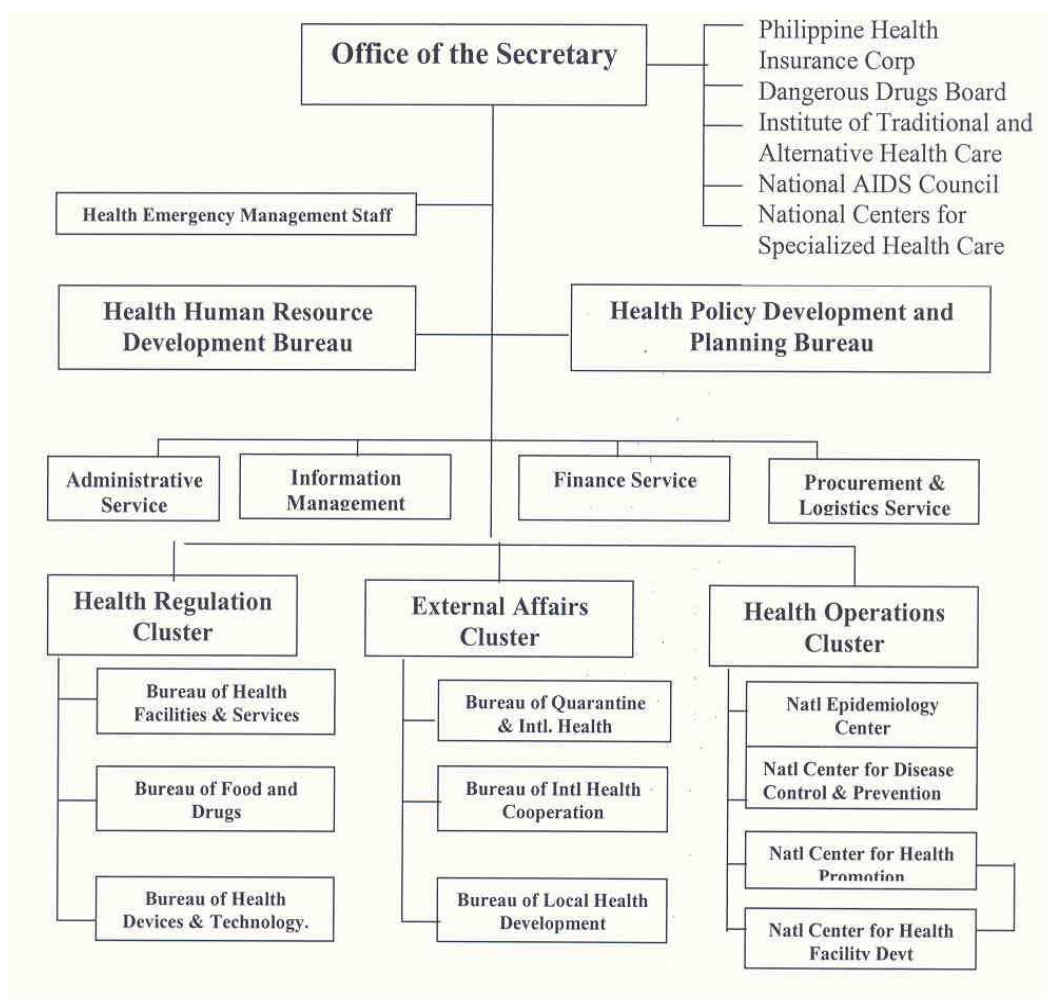 Office of the Secretary
Philippine Health
Insurance Corp
Dangerous Drugs Board
Institute of Traditional and
Alternative Health Care
National AIDS Council
National Centers for
Specialized Health Care
Health Emergency Management Staff
Health Human Resource
Development Bureau
Health Policy Development and
Planning Bureau
Administrative
Service
Information
Management
Finance Service
Procurement &
Logistics Service
Health Regulation
Cluster
External Affairs
Cluster
Health Operations
Cluster
Bureau of Health
Facilities & Services
Bureau of Food and
Drugs
Bureau of Health
Devices & Technology.
Bureau of Quarantine
& Intl. Health
Bureau of Intl Health
Cooperation
Bureau of Local Health
Development
Natl Epidemiology
Center
Natl Center for Disease
Control & Prevention
Natl Center for Health
Promotion
Natl Center for Health
Facility Devt